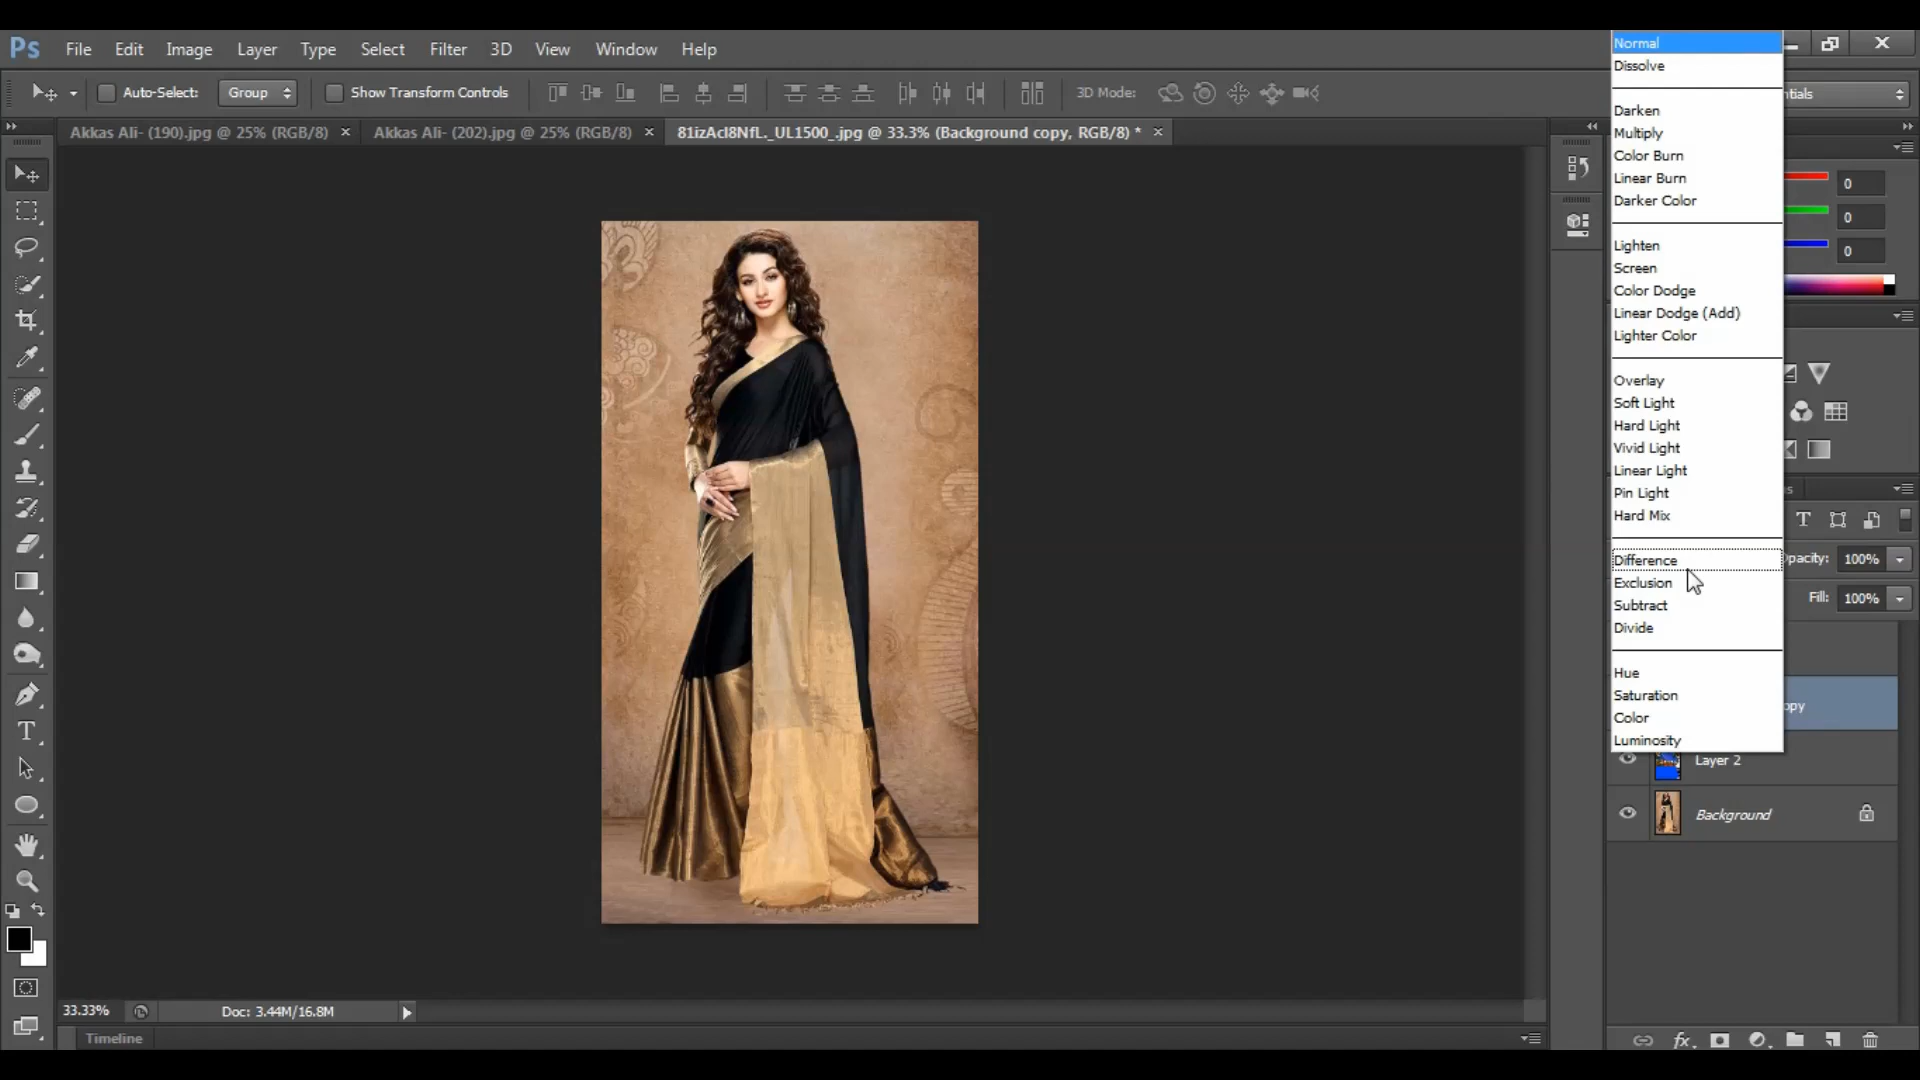 Ps File Edit Image Layer Type Select Filter 3D View Window Help
Auto-Select: Group Show Transform Controls 3D Mode:
Akkas Ali- (190).jpg @ 25% (RGB/8) × Akkas Ali- (202).jpg @ 25% (RGB/8) × 81izAcI8NfL._UL1500_.jpg @ 33.3% (Background copy, RGB/8) * ×
Normal
Dissolve
Darken
Multiply
Color Burn
Linear Burn
Darker Color
Lighten
Screen
Color Dodge
Linear Dodge (Add)
Lighter Color
Overlay
Soft Light
Hard Light
Vivid Light
Linear Light
Pin Light
Hard Mix
Difference
Exclusion
Subtract
Divide
Hue
Saturation
Color
Luminosity
ntials
0
0
0
s
pacity: 100%
Fill: 100%
opy
Layer 2
Background
fx
33.33% Doc: 3.44M/16.8M
Timeline